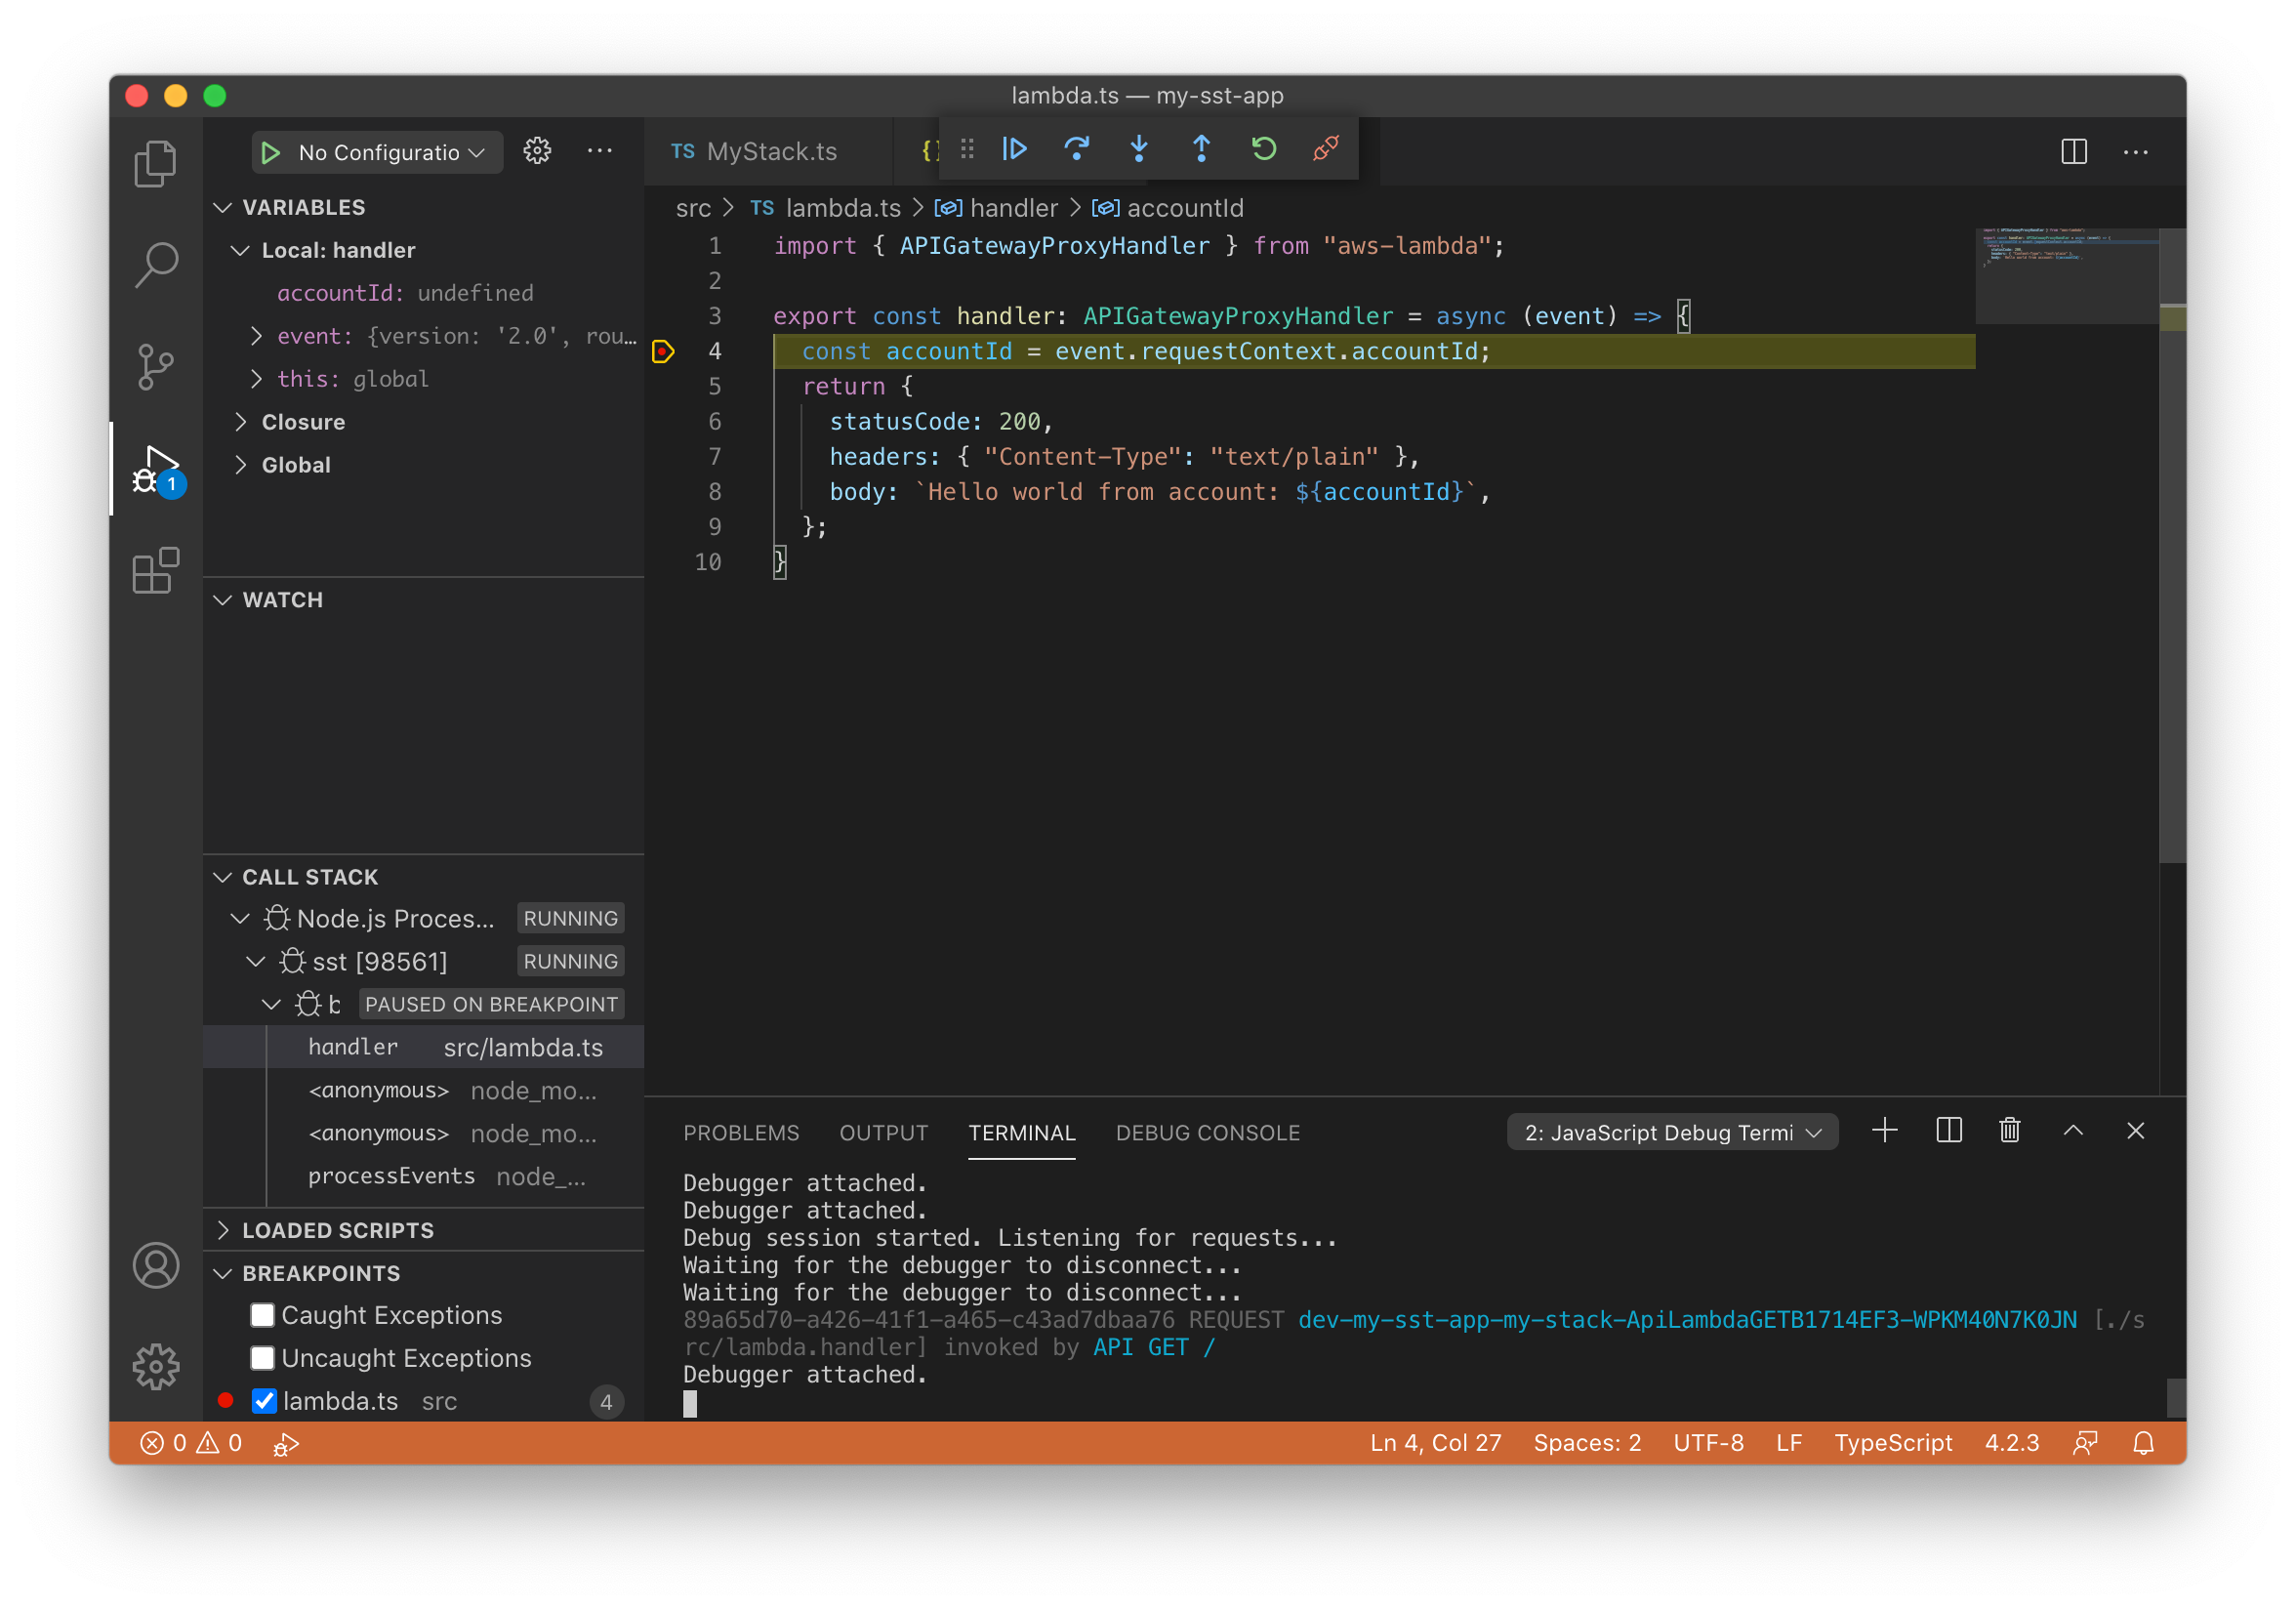 lambda.ts — my-sst-app
No Configuratio
VARIABLES
Local: handler
accountId: undefined
event: {version: '2.0', rou…
this: global
Closure
Global
1
WATCH
CALL STACK
Node.js Proces... RUNNING
sst [98561] RUNNING
b PAUSED ON BREAKPOINT
handler src/lambda.ts
<anonymous> node_mo...
<anonymous> node_mo...
processEvents node_...
LOADED SCRIPTS
BREAKPOINTS
Caught Exceptions
Uncaught Exceptions
lambda.ts src 4
TS MyStack.ts
src > TS lambda.ts > handler > accountId
1 import { APIGatewayProxyHandler } from "aws-lambda";
2
3 export const handler: APIGatewayProxyHandler = async (event) => {
4 const accountId = event.requestContext.accountId;
5 return {
6 statusCode: 200,
7 headers: { "Content-Type": "text/plain" },
8 body: `Hello world from account: ${accountId}`,
9 };
10 }
PROBLEMS OUTPUT TERMINAL DEBUG CONSOLE 2: JavaScript Debug Termi
Debugger attached.
Debugger attached.
Debug session started. Listening for requests...
Waiting for the debugger to disconnect...
Waiting for the debugger to disconnect...
89a65d70-a426-41f1-a465-c43ad7dbaa76 REQUEST dev-my-sst-app-my-stack-ApiLambdaGETB1714EF3-WPKM40N7K0JN [./s
rc/lambda.handler] invoked by API GET /
Debugger attached.
0 0 Ln 4, Col 27 Spaces: 2 UTF-8 LF TypeScript 4.2.3